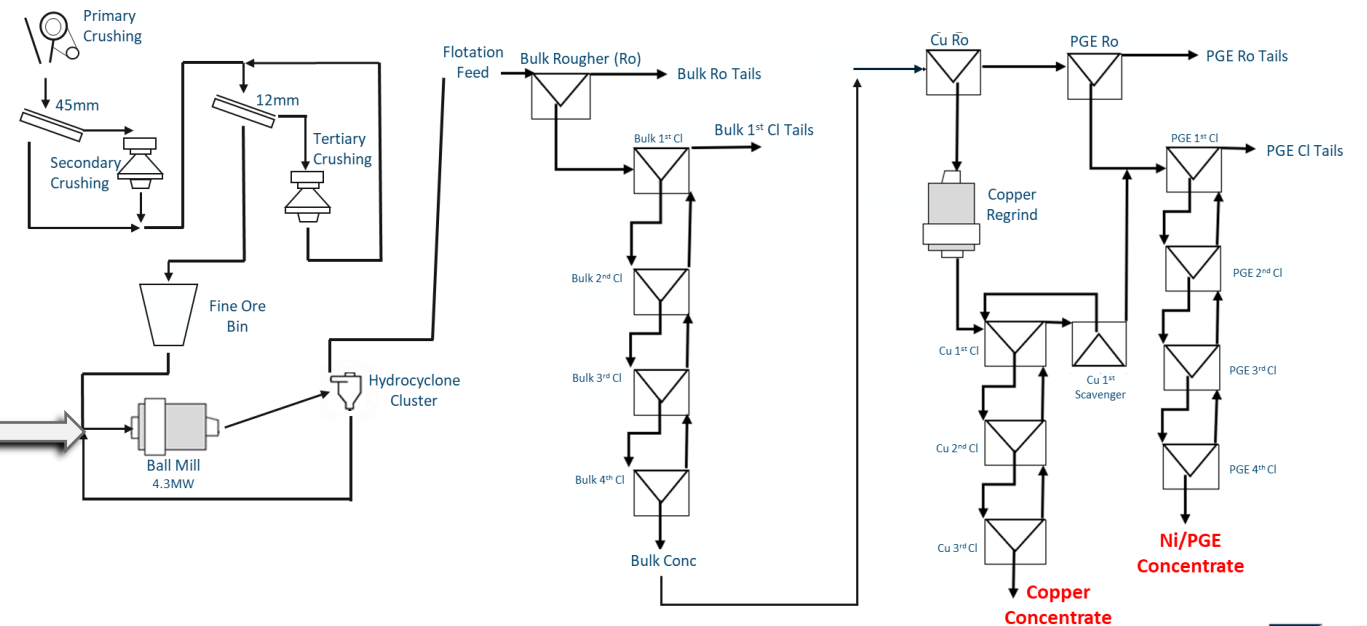 Primary
Crushing
45mm
Secondary
Crushing
12mm
Tertiary
Crushing
Fine Ore
Bin
Hydrocyclone
Cluster
Ball Mill
4.3MW
Flotation
Feed
Bulk Rougher (Ro)
Bulk Ro Tails
Bulk 1st Cl
Bulk 1st Cl Tails
Bulk 2nd Cl
Bulk 3rd Cl
Bulk 4th Cl
Bulk Conc
Cu Ro
PGE Ro
PGE Ro Tails
Copper
Regrind
Cu 1st Cl
Cu 1st
Scavenger
Cu 2nd Cl
Cu 3rd Cl
Copper
Concentrate
PGE 1st Cl
PGE Cl Tails
PGE 2nd Cl
PGE 3rd Cl
PGE 4th Cl
Ni/PGE
Concentrate